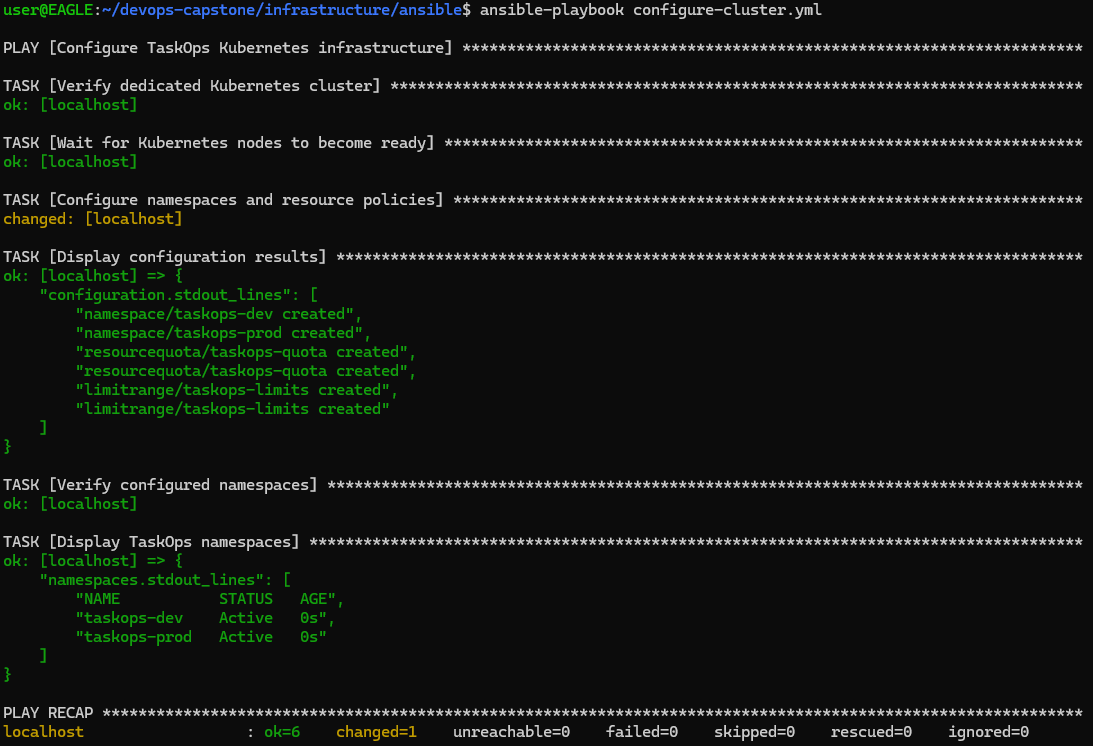 user@EAGLE:~/devops-capstone/infrastructure/ansible$ ansible-playbook configure-cluster.yml
PLAY [Configure TaskOps Kubernetes infrastructure] *********************************************************************
TASK [Verify dedicated Kubernetes cluster] *****************************************************************************
ok: [localhost]
TASK [Wait for Kubernetes nodes to become ready] ***********************************************************************
ok: [localhost]
TASK [Configure namespaces and resource policies] **********************************************************************
changed: [localhost]
TASK [Display configuration results] ***********************************************************************************
ok: [localhost] => {
    "configuration.stdout_lines": [
        "namespace/taskops-dev created",
        "namespace/taskops-prod created",
        "resourcequota/taskops-quota created",
        "resourcequota/taskops-quota created",
        "limitrange/taskops-limits created",
        "limitrange/taskops-limits created"
    ]
}
TASK [Verify configured namespaces] ************************************************************************************
ok: [localhost]
TASK [Display TaskOps namespaces] **************************************************************************************
ok: [localhost] => {
    "namespaces.stdout_lines": [
        "NAME           STATUS   AGE",
        "taskops-dev    Active   0s",
        "taskops-prod   Active   0s"
    ]
}
PLAY RECAP *************************************************************************************************************
localhost                  : ok=6    changed=1    unreachable=0    failed=0    skipped=0    rescued=0    ignored=0